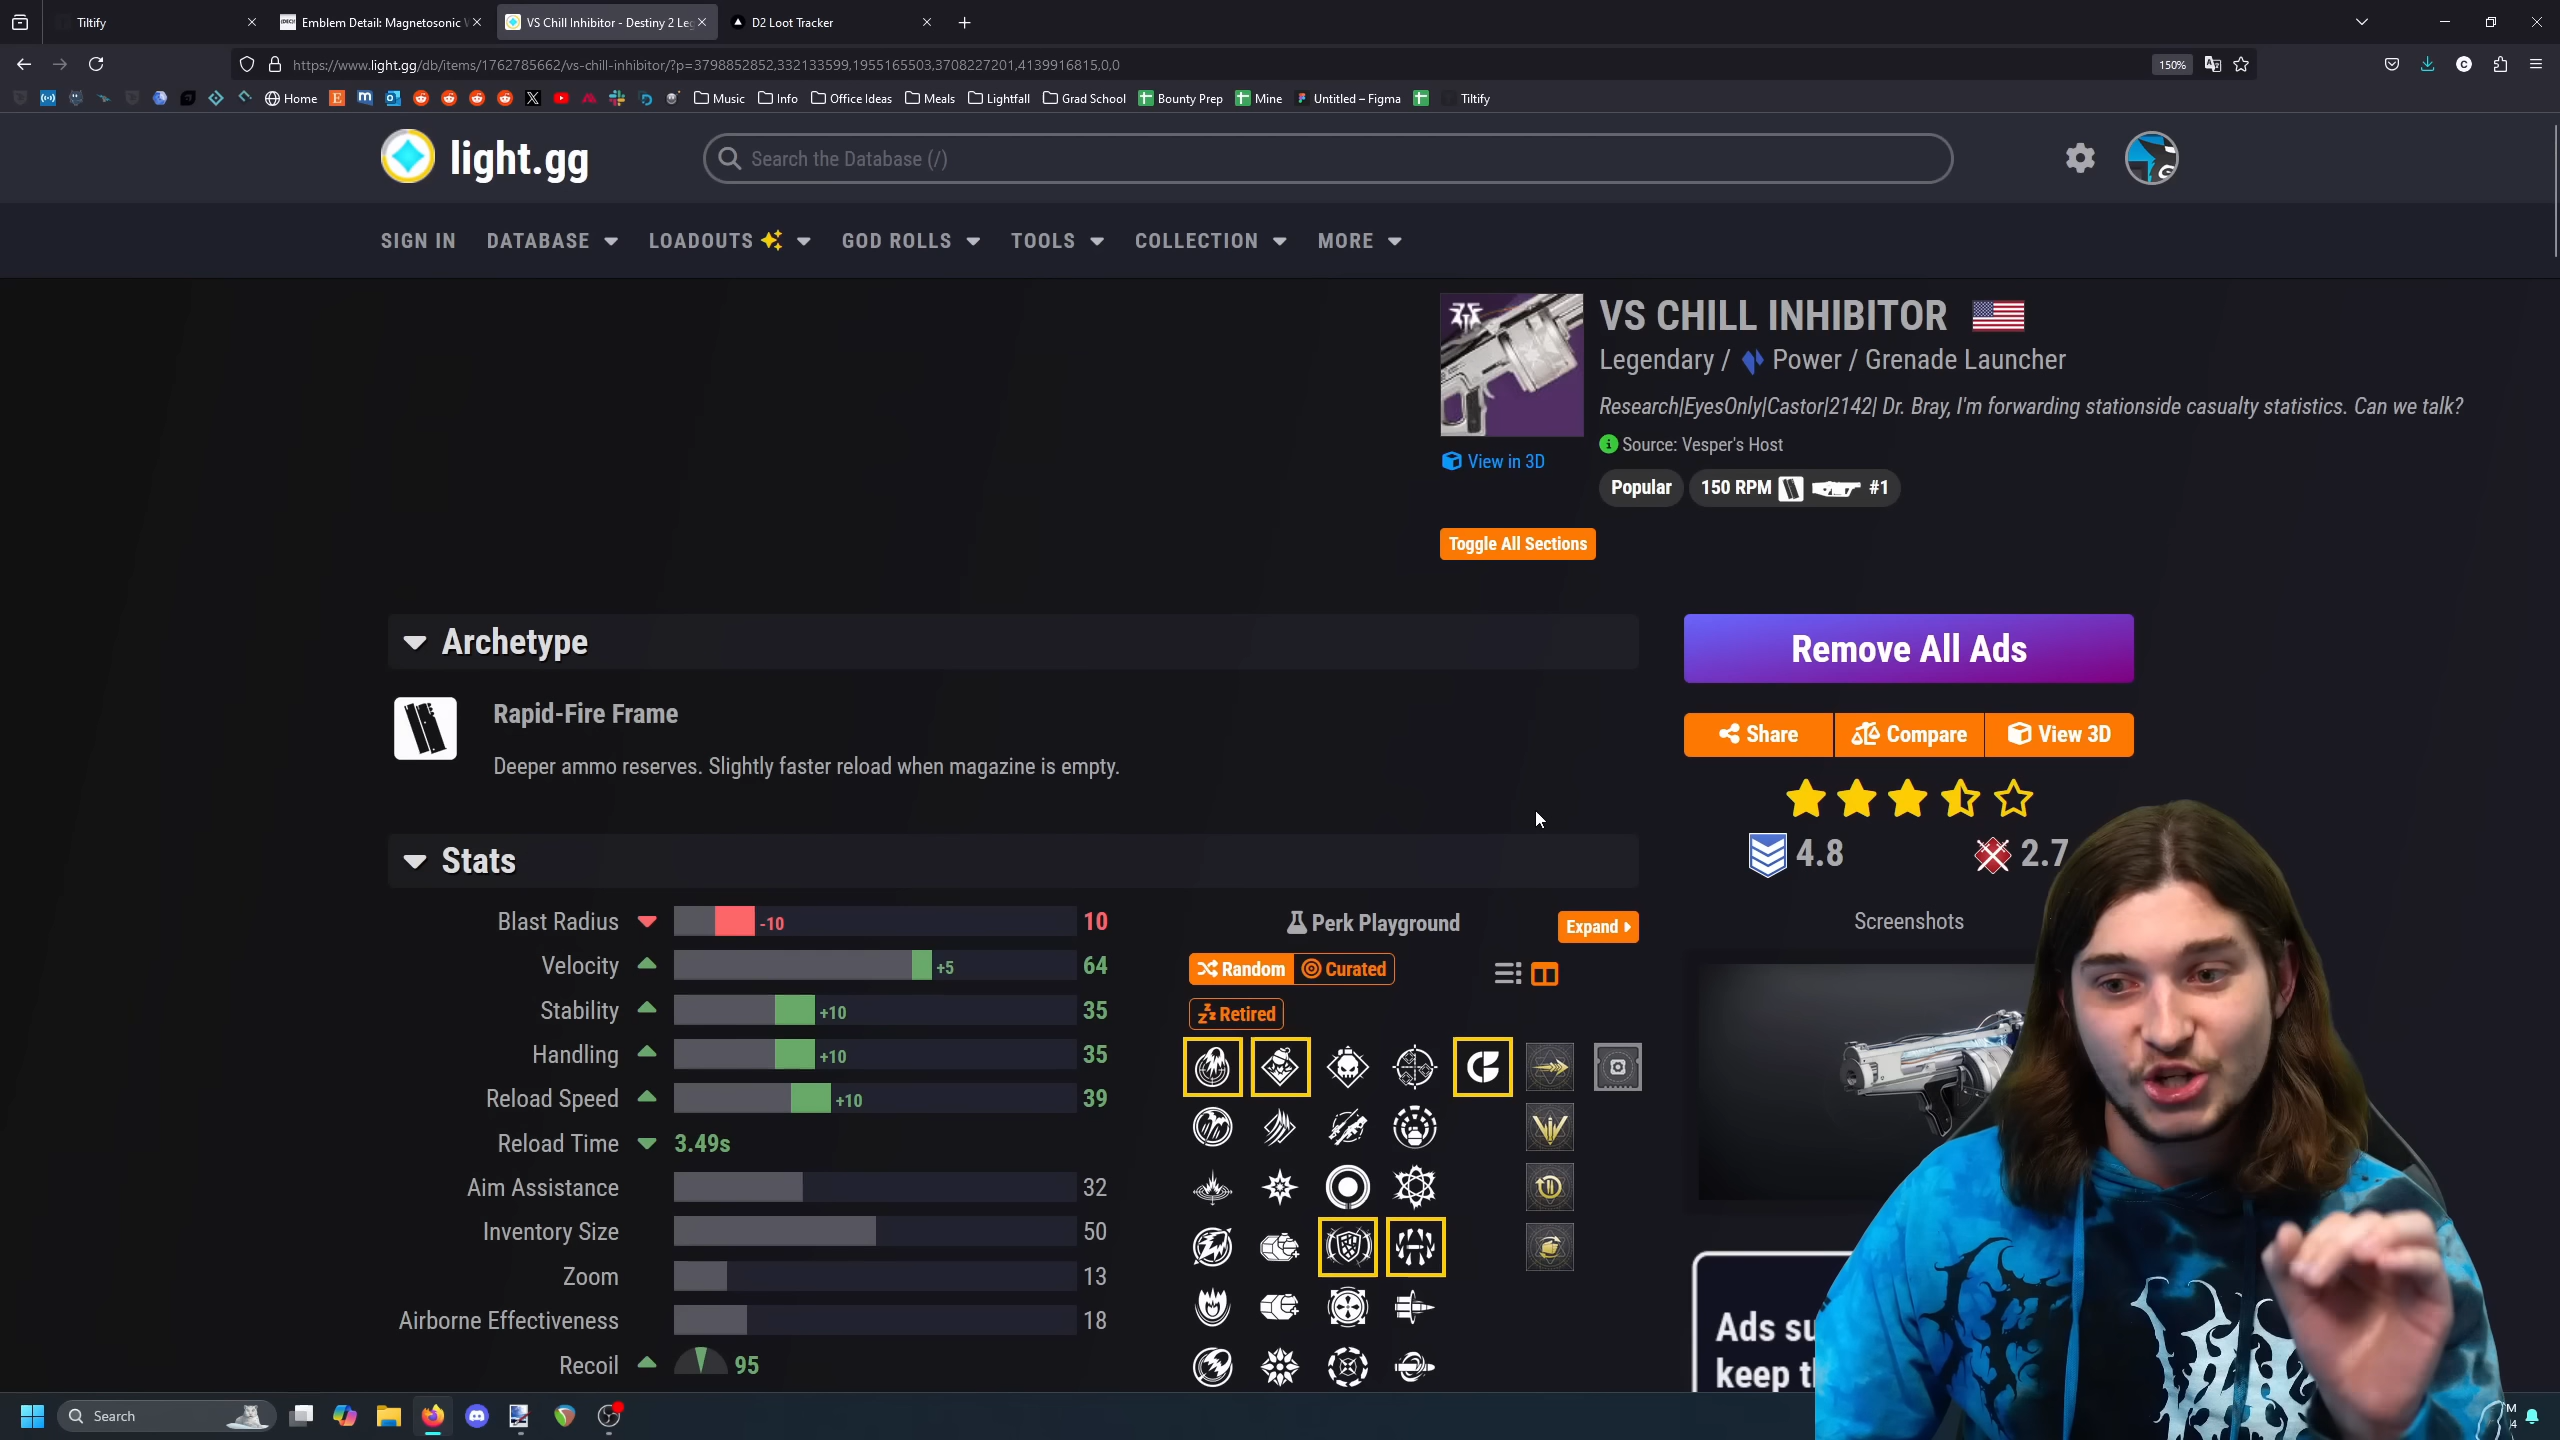 Tiltify
Emblem Detail: Magnetosonic
VS Chill Inhibitor - Destiny 2 Leg
D2 Loot Tracker
https://www.light.gg/db/items/1762785662/vs-chill-inhibitor/?p=3798852852,332133599,1955165503,3708227201,4139916815,0,0
150%
Home
Music
Info
Office Ideas
Meals
Lightfall
Grad School
Bounty Prep
Mine
Untitled – Figma
Tiltify
light.gg
Search the Database (/)
SIGN IN
DATABASE
LOADOUTS
GOD ROLLS
TOOLS
COLLECTION
MORE
VS CHILL INHIBITOR
Legendary / Power / Grenade Launcher
Research|EyesOnly|Castor|2142| Dr. Bray, I'm forwarding stationside casualty statistics. Can we talk?
Source: Vesper's Host
View in 3D
Popular
150 RPM #1
Toggle All Sections
Archetype
Remove All Ads
Rapid-Fire Frame
Deeper ammo reserves. Slightly faster reload when magazine is empty.
Share
Compare
View 3D
4.8
2.7
Stats
Blast Radius -10 10
Velocity +5 64
Stability +10 35
Handling +10 35
Reload Speed +10 39
Reload Time 3.49s
Aim Assistance 32
Inventory Size 50
Zoom 13
Airborne Effectiveness 18
Recoil 95
Perk Playground
Expand
Random
Curated
Retired
Screenshots
Ads su
keep t
Search